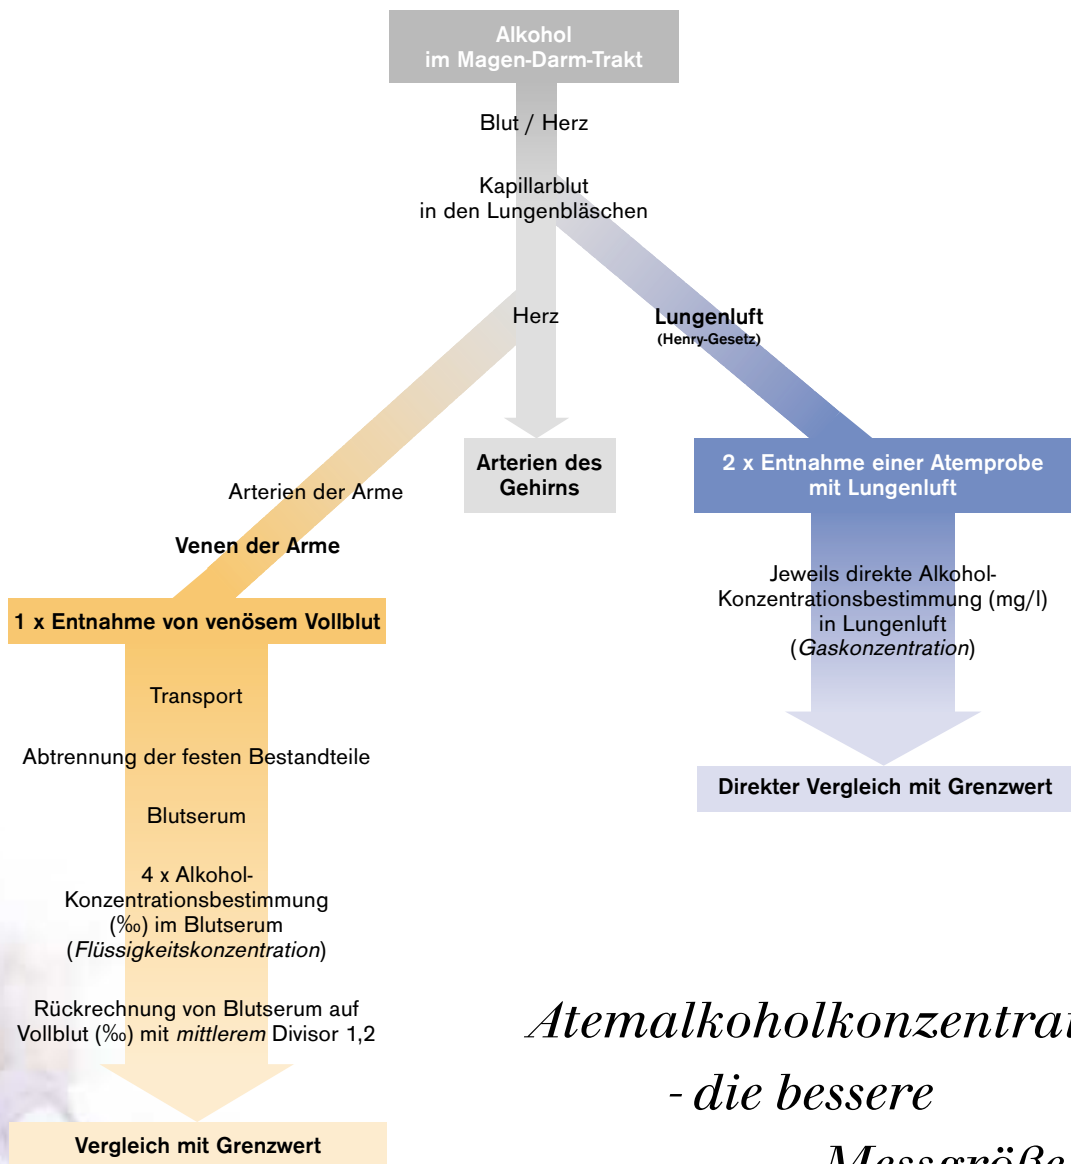 Alkohol
im Magen-Darm-Trakt
Blut / Herz
Kapillarblut
in den Lungenbläschen
Herz
Lungenluft
(Henry-Gesetz)
Arterien des
Gehirns
2 x Entnahme einer Atemprobe
mit Lungenluft
Arterien der Arme
Venen der Arme
1 x Entnahme von venösem Vollblut
Jeweils direkte Alkohol-
Konzentrationsbestimmung (mg/l)
in Lungenluft
(Gaskonzentration)
Direkter Vergleich mit Grenzwert
Transport
Abtrennung der festen Bestandteile
Blutserum
4 x Alkohol-
Konzentrationsbestimmung
(‰) im Blutserum
(Flüssigkeitskonzentration)
Rückrechnung von Blutserum auf
Vollblut (‰) mit mittlerem Divisor 1,2
Vergleich mit Grenzwert
- die bessere
Messgröße